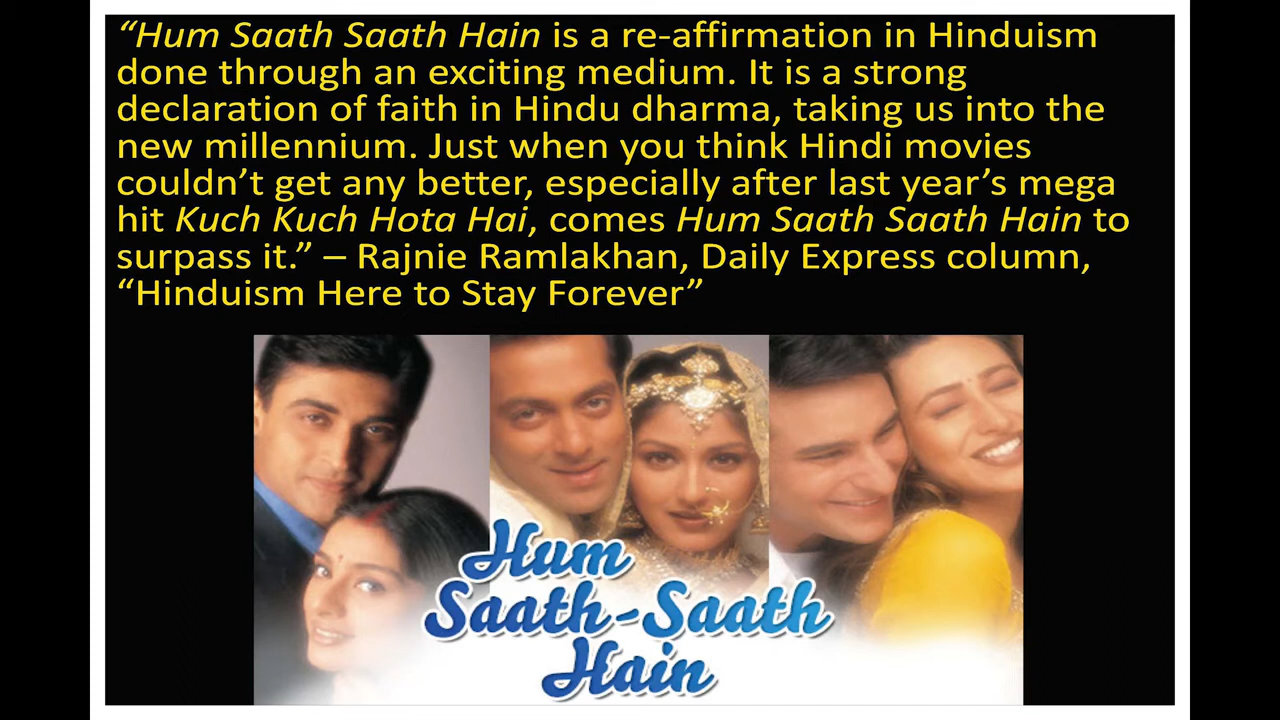 “Hum Saath Saath Hain is a re-affirmation in Hinduism
done through an exciting medium. It is a strong
declaration of faith in Hindu dharma, taking us into the
new millennium. Just when you think Hindi movies
couldn’t get any better, especially after last year’s mega
hit Kuch Kuch Hota Hai, comes Hum Saath Saath Hain to
surpass it.” – Rajnie Ramlakhan, Daily Express column,
“Hinduism Here to Stay Forever”
Hum
Saath-Saath
Hain